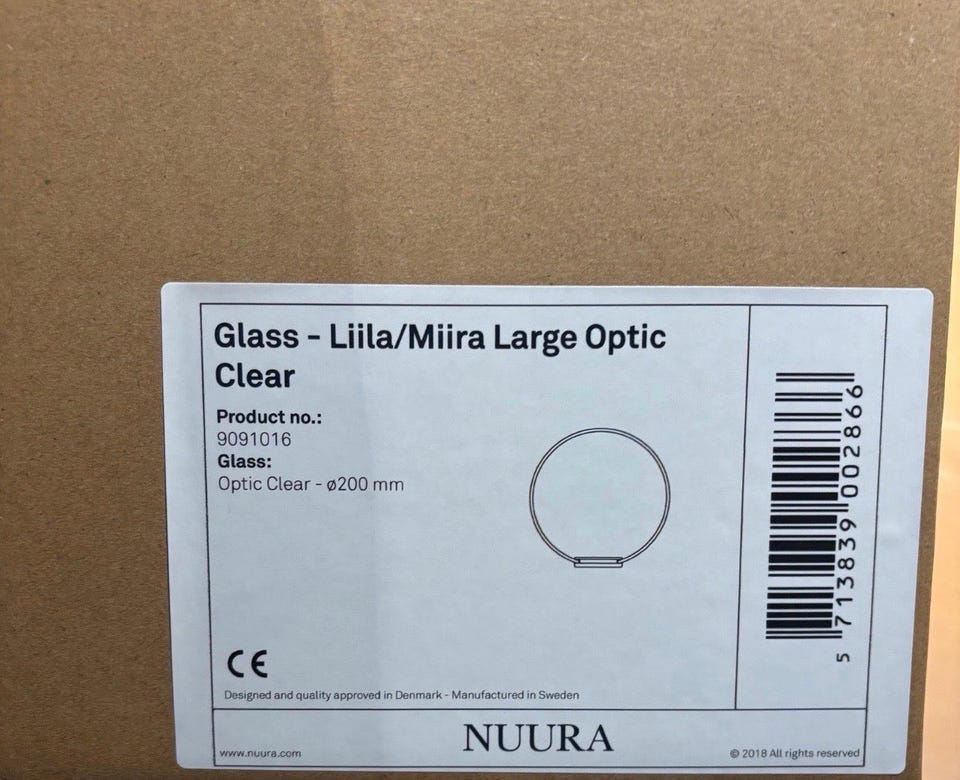 Glass - Liila/Miira Large Optic
Clear
Product no.:
9091016
Glass:
Optic Clear - ø200 mm
CE
Designed and quality approved in Denmark - Manufactured in Sweden
5 713839 002866
www.nuura.com
NUURA
© 2018 All rights reserved